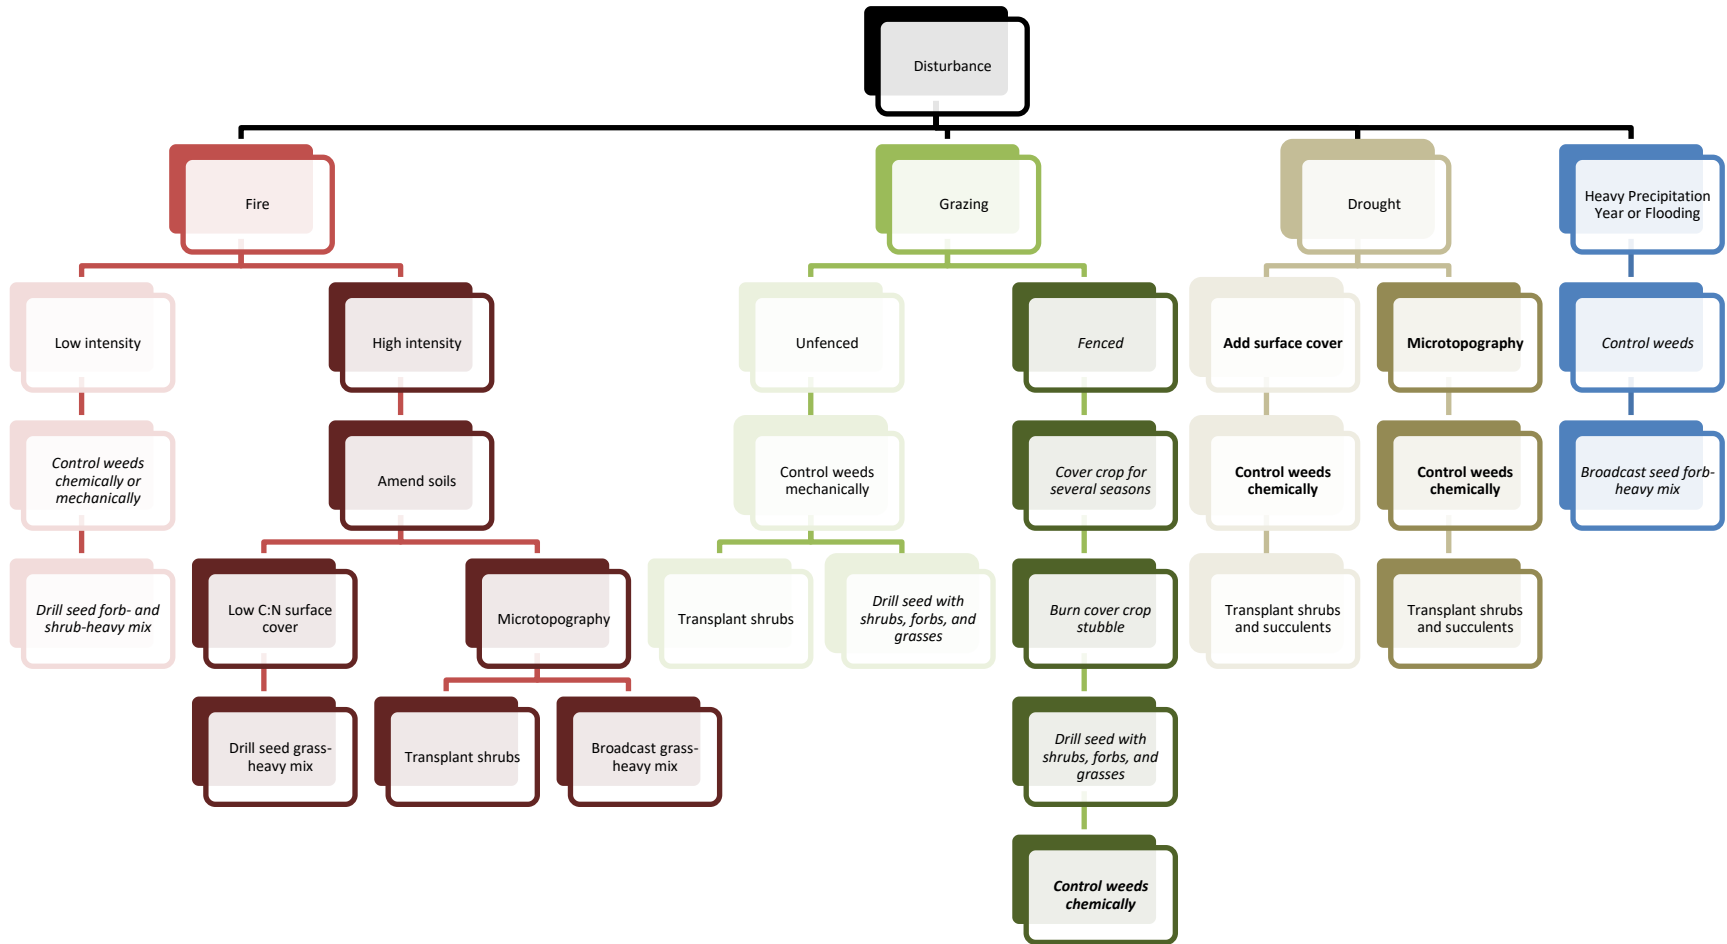 Disturbance
Fire
Grazing
Drought
Heavy Precipitation
Year or Flooding
Low intensity
High intensity
Unfenced
Fenced
Add surface cover
Microtopography
Control weeds
Control weeds
chemically or
mechanically
Amend soils
Control weeds
mechanically
Cover crop for
several seasons
Control weeds
chemically
Control weeds
chemically
Broadcast seed forb-
heavy mix
Drill seed forb- and
shrub-heavy mix
Low C:N surface
cover
Microtopography
Transplant shrubs
Drill seed with
shrubs, forbs, and
grasses
Burn cover crop
stubble
Transplant shrubs
and succulents
Transplant shrubs
and succulents
Drill seed grass-
heavy mix
Transplant shrubs
Broadcast grass-
heavy mix
Drill seed with
shrubs, forbs, and
grasses
Control weeds
chemically